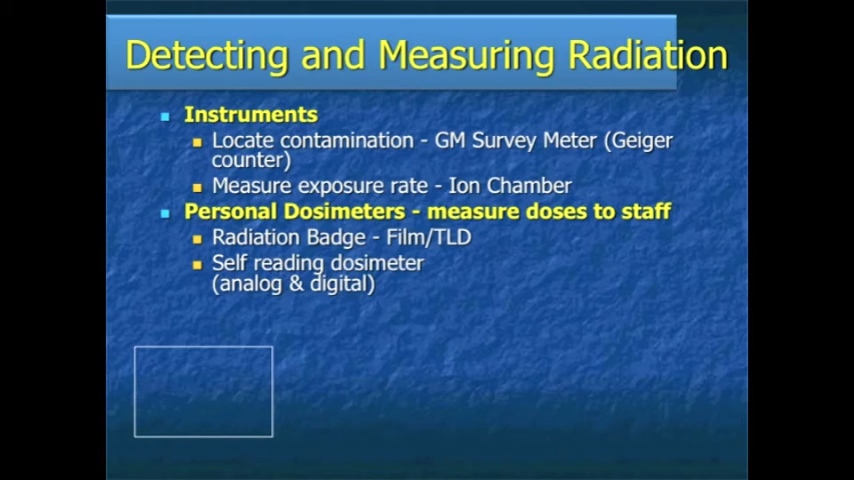 Detecting and Measuring Radiation
Instruments
Locate contamination - GM Survey Meter (Geiger
counter)
Measure exposure rate - Ion Chamber
Personal Dosimeters - measure doses to staff
Radiation Badge - Film/TLD
Self reading dosimeter
(analog & digital)